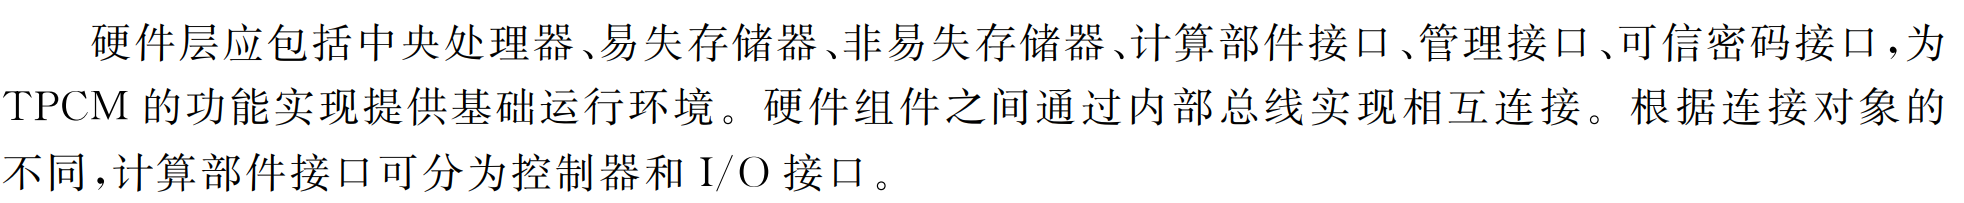 硬件层应包括中央处理器、易失存储器、非易失存储器、计算部件接口、管理接口、可信密码接口,为
TPCM 的功能实现提供基础运行环境。硬件组件之间通过内部总线实现相互连接。根据连接对象的
不同,计算部件接口可分为控制器和 I/O 接口。